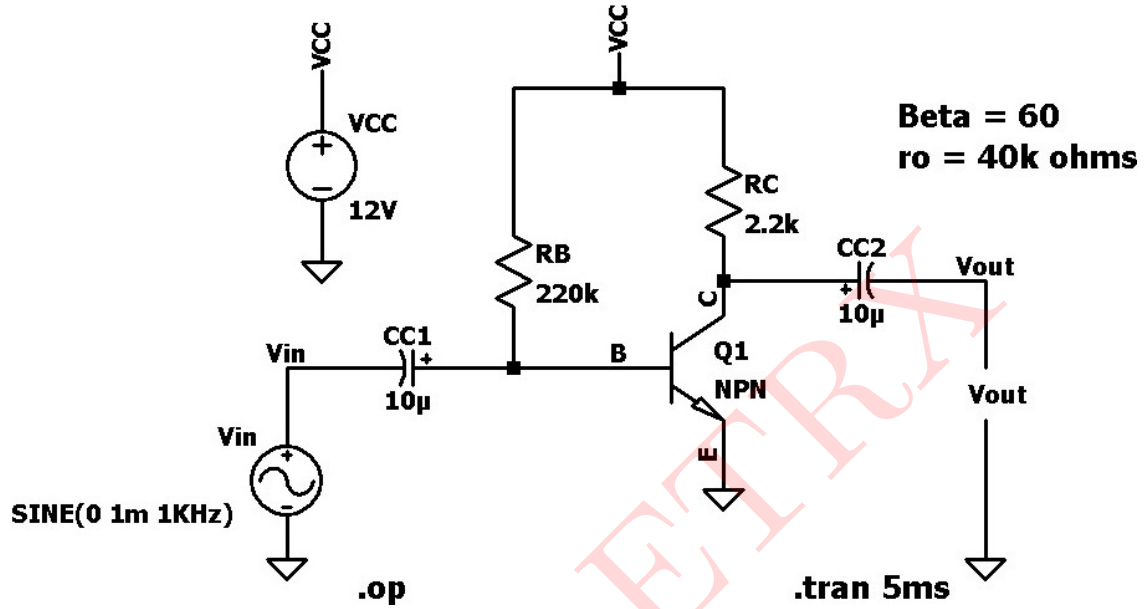 VCC
VCC
12V
VCC
RB
220k
RC
2.2k
Beta = 60
ro = 40k ohms
CC2
10µ
Vout
Vout
C
B
E
Q1
NPN
CC1
10µ
Vin
Vin
SINE(0 1m 1KHz)
.op
.tran 5ms
ETRX